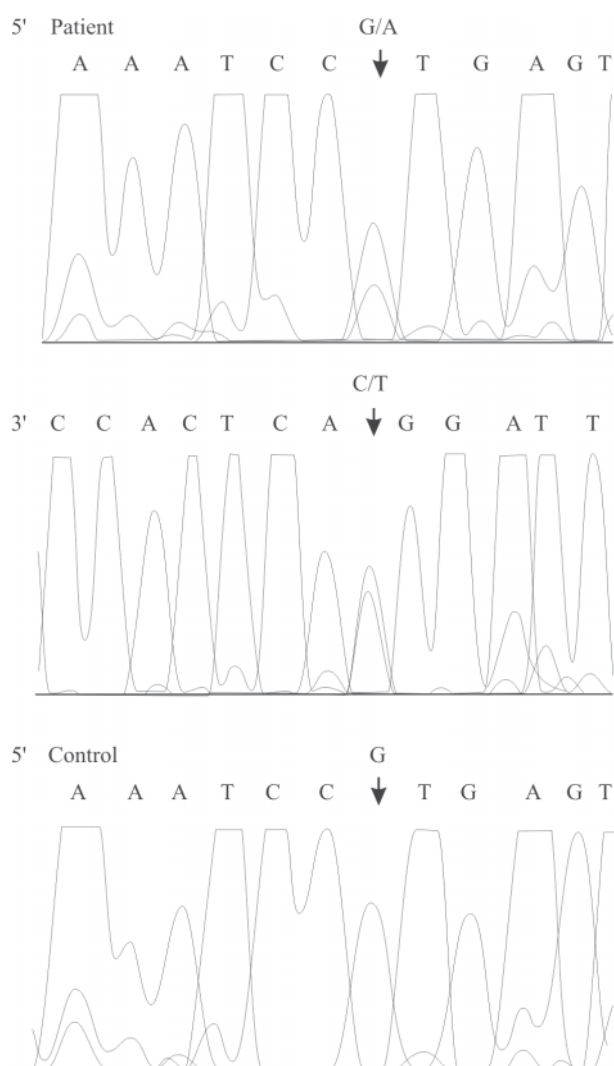 5' Patient G/A
A A A T C C T G A G T
C/T
3' C C A C T C A G G A T T
5' Control G
A A A T C C T G A G T